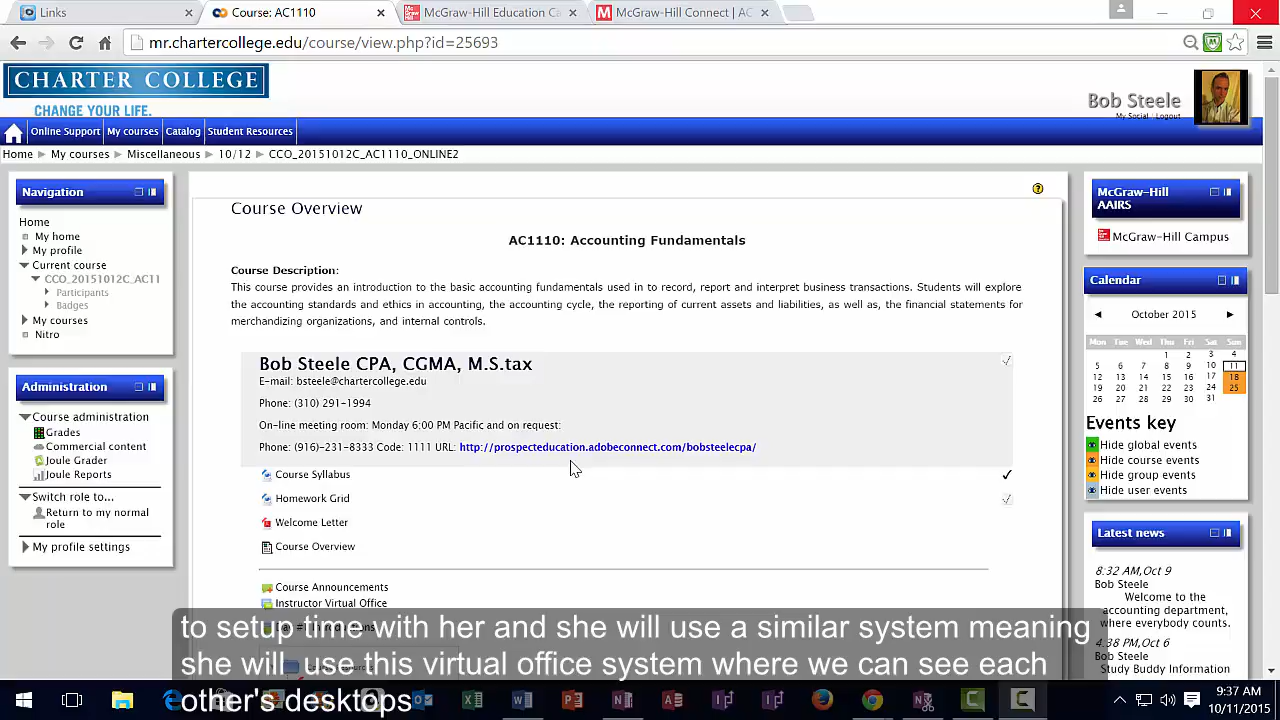 Links
Course: AC1110
McGraw-Hill Education Ca
McGraw-Hill Connect | AC
mr.chartercollege.edu/course/view.php?id=25693
CHARTER COLLEGE
CHANGE YOUR LIFE.
Bob Steele
My Social Logout
Online Support
My courses
Catalog
Student Resources
Home ► My courses ► Miscellaneous ► 10/12 ► CCO_20151012C_AC1110_ONLINE2
Navigation
Home
My home
My profile
Current course
CCO_20151012C_AC11
Participants
Badges
My courses
Nitro
Administration
Course administration
Grades
Commercial content
Joule Grader
Joule Reports
Switch role to...
Return to my normal
role
My profile settings
Course Overview
AC1110: Accounting Fundamentals
Course Description:
This course provides an introduction to the basic accounting fundamentals used in to record, report and interpret business transactions. Students will explore
the accounting standards and ethics in accounting, the accounting cycle, the reporting of current assets and liabilities, as well as, the financial statements for
merchandizing organizations, and internal controls.
Bob Steele CPA, CGMA, M.S.tax
E-mail: bsteele@chartercollege.edu
Phone: (310) 291-1994
On-line meeting room: Monday 6:00 PM Pacific and on request:
Phone: (916)-231-8333 Code: 1111 URL: http://prospecteducation.adobeconnect.com/bobsteelecpa/
Course Syllabus
Homework Grid
Welcome Letter
Course Overview
Course Announcements
Instructor Virtual Office
McGraw-Hill
AAIRS
McGraw-Hill Campus
Calendar
◄ October 2015 ►
Mon Tue Wed Thu Fri Sat Sun
1 2 3 4
5 6 7 8 9 10 11
12 13 14 15 16 17 18
19 20 21 22 23 24 25
26 27 28 29 30 31
Events key
Hide global events
Hide course events
Hide group events
Hide user events
Latest news
8:32 AM,Oct 9
Bob Steele
Welcome to the
accounting department,
where everybody counts.
4:38 PM,Oct 6
Bob Steele
Study Buddy Information
to setup time with her and she will use a similar system meaning
she will use this virtual office system where we can see each
other's desktops
9:37 AM
10/11/2015